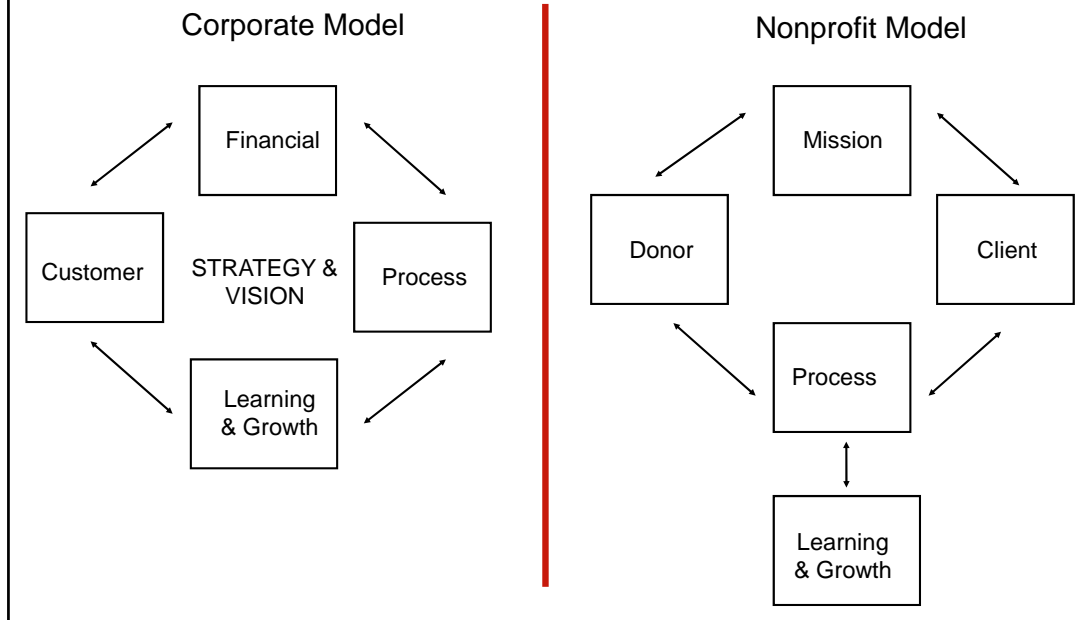 Corporate Model
Financial
Customer
STRATEGY &
VISION
Process
Learning
& Growth
Nonprofit Model
Mission
Donor
Client
Process
Learning
& Growth